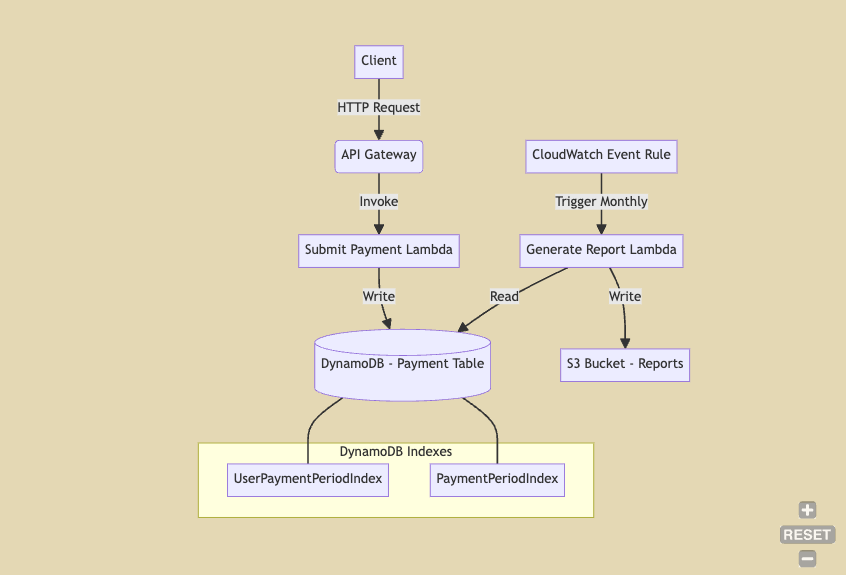 Client
HTTP Request
API Gateway
CloudWatch Event Rule
Invoke
Trigger Monthly
Submit Payment Lambda
Generate Report Lambda
Write
Read
Write
DynamoDB - Payment Table
S3 Bucket - Reports
DynamoDB Indexes
UserPaymentPeriodIndex
PaymentPeriodIndex
RESET